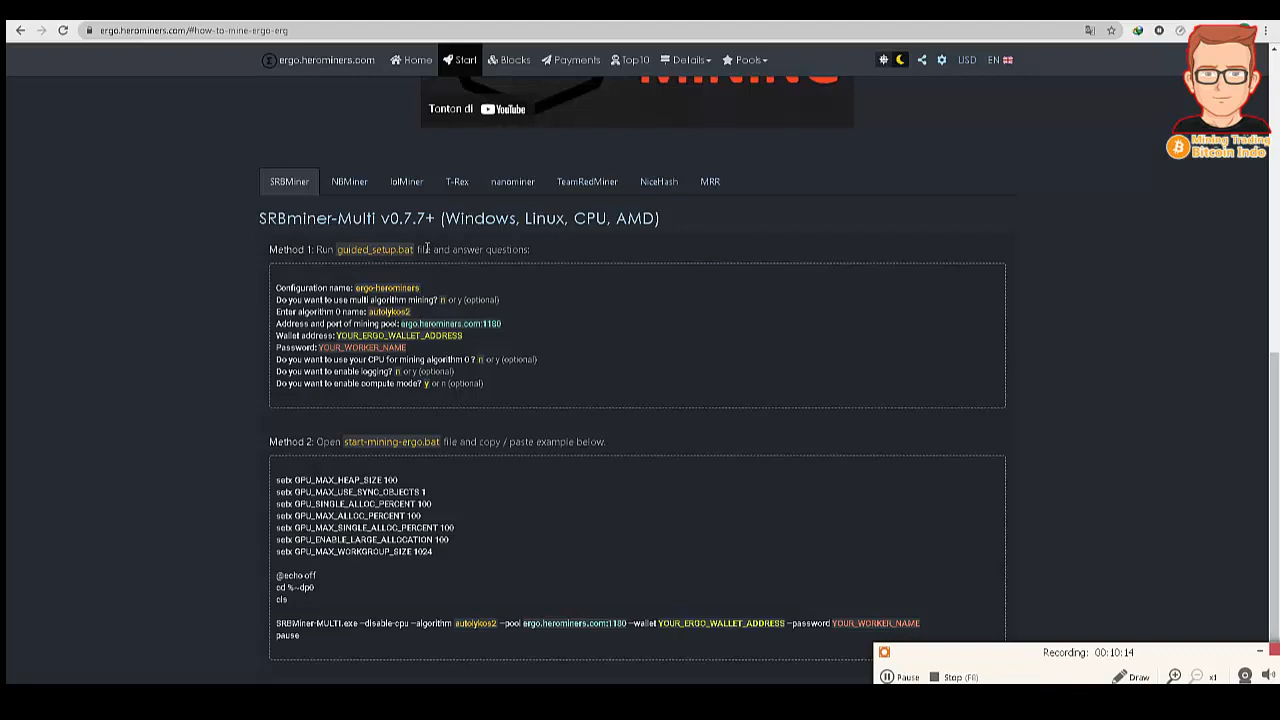 ergo.herominers.com/#how-to-mine-ergo-erg
ergo.herominers.com Home Start Blocks Payments Top10 Details Pools USD EN
Mining Trading
Bitcoin Indo
Tonton di YouTube
SRBMiner NBMiner lolMiner T-Rex nanominer TeamRedMiner NiceHash MRR
SRBminer-Multi v0.7.7+ (Windows, Linux, CPU, AMD)
Method 1: Run guided_setup.bat file and answer questions:
Configuration name: ergo-herominers
Do you want to use multi algorithm mining? n or y (optional)
Enter algorithm 0 name: autolykos2
Address and port of mining pool: ergo.herominers.com:1180
Wallet address: YOUR_ERGO_WALLET_ADDRESS
Password: YOUR_WORKER_NAME
Do you want to use your CPU for mining algorithm 0 ? n or y (optional)
Do you want to enable logging? n or y (optional)
Do you want to enable compute mode? y or n (optional)
Method 2: Open start-mining-ergo.bat file and copy / paste example below.
setx GPU_MAX_HEAP_SIZE 100
setx GPU_MAX_USE_SYNC_OBJECTS 1
setx GPU_SINGLE_ALLOC_PERCENT 100
setx GPU_MAX_ALLOC_PERCENT 100
setx GPU_MAX_SINGLE_ALLOC_PERCENT 100
setx GPU_ENABLE_LARGE_ALLOCATION 100
setx GPU_MAX_WORKGROUP_SIZE 1024
@echo off
cd %~dp0
cls
SRBMiner-MULTI.exe --disable-cpu --algorithm autolykos2 --pool ergo.herominers.com:1180 --wallet YOUR_ERGO_WALLET_ADDRESS --password YOUR_WORKER_NAME
pause
Recording: 00:10:14
Pause Stop (F8) Draw x1